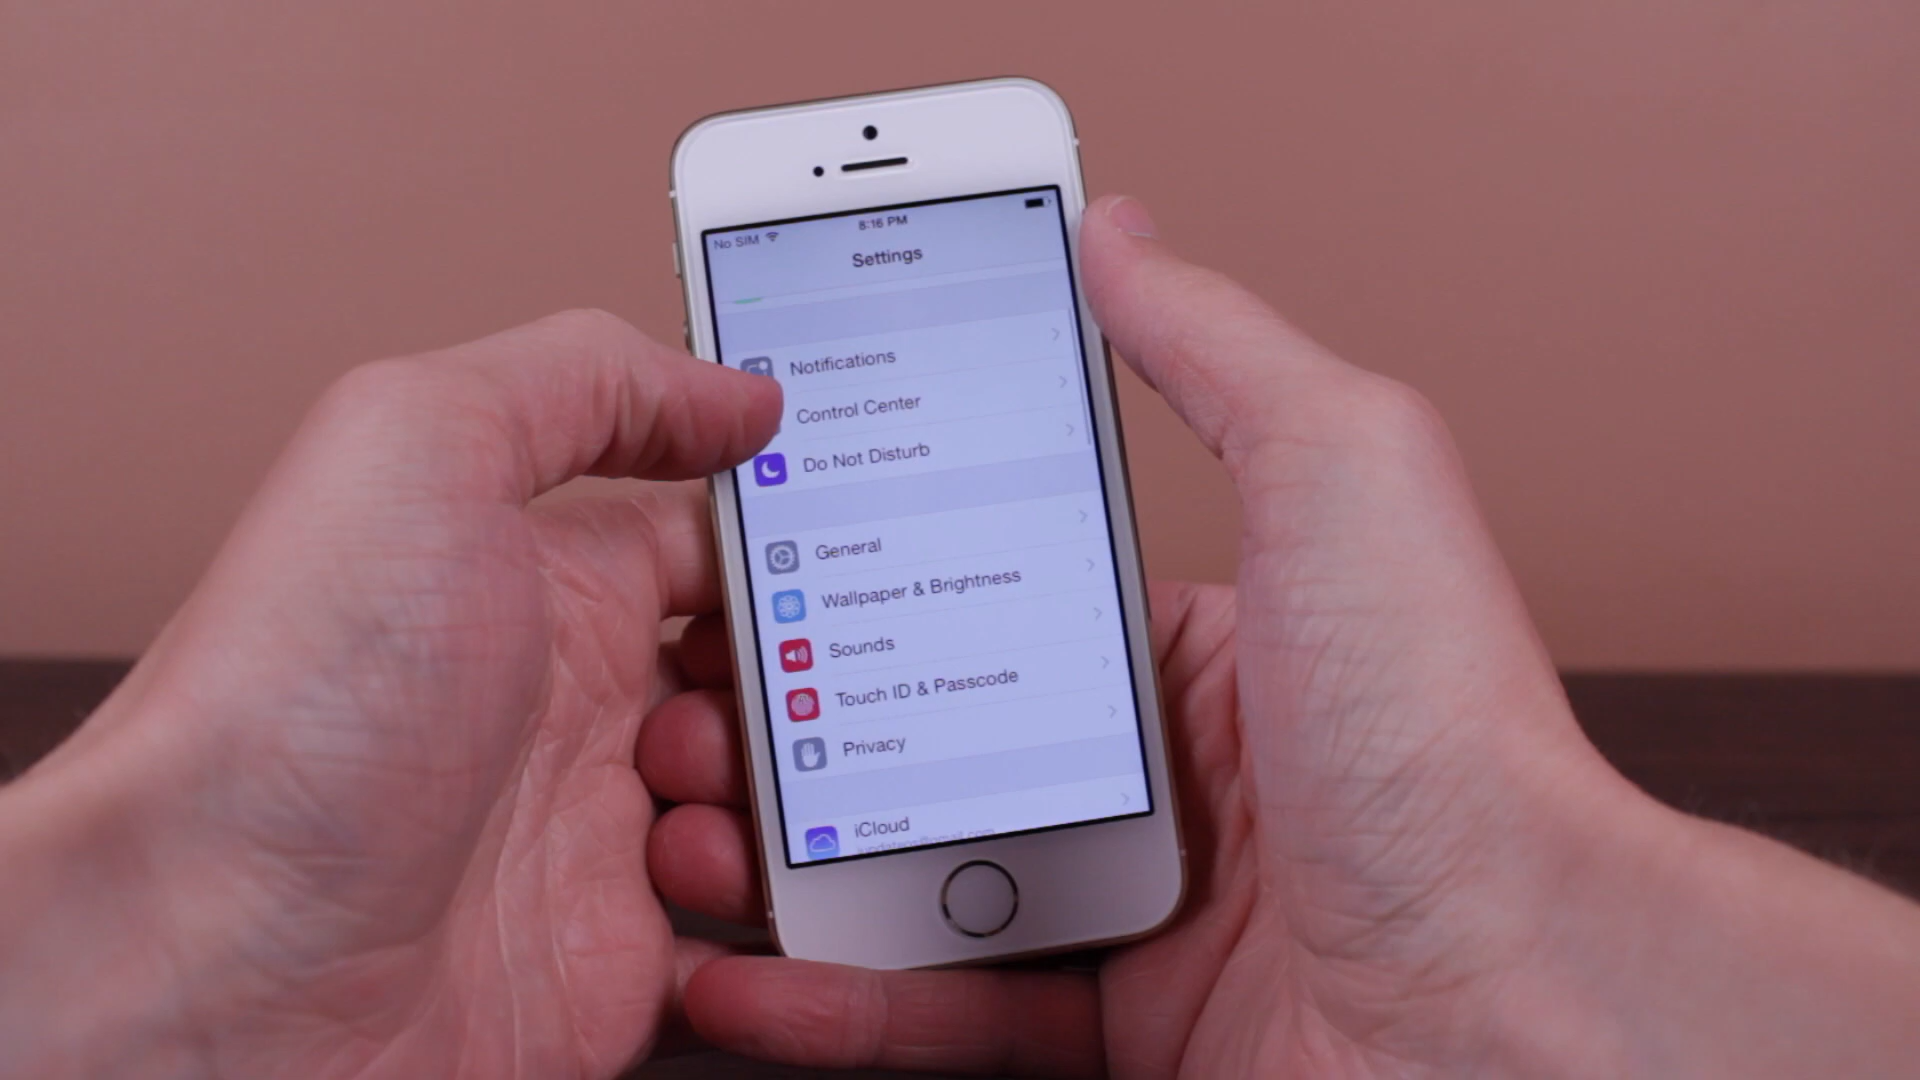 No SIM 8:16 PM
Settings
Notifications
Control Center
Do Not Disturb
General
Wallpaper & Brightness
Sounds
Touch ID & Passcode
Privacy
iCloud